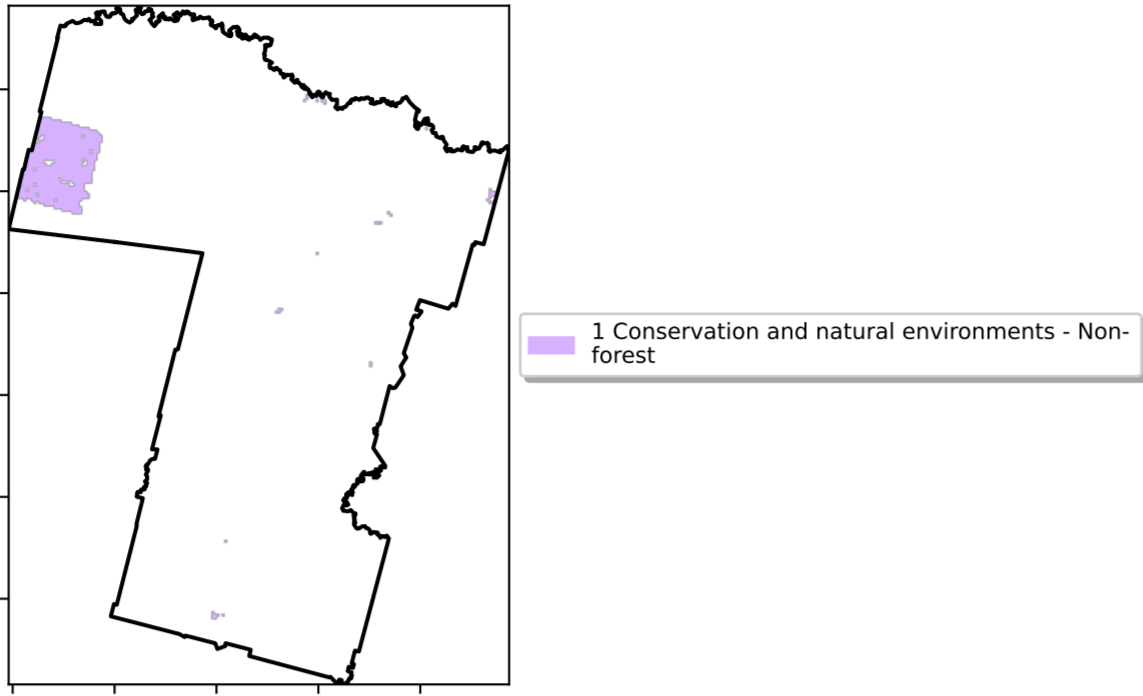 1 Conservation and natural environments - Non-
forest